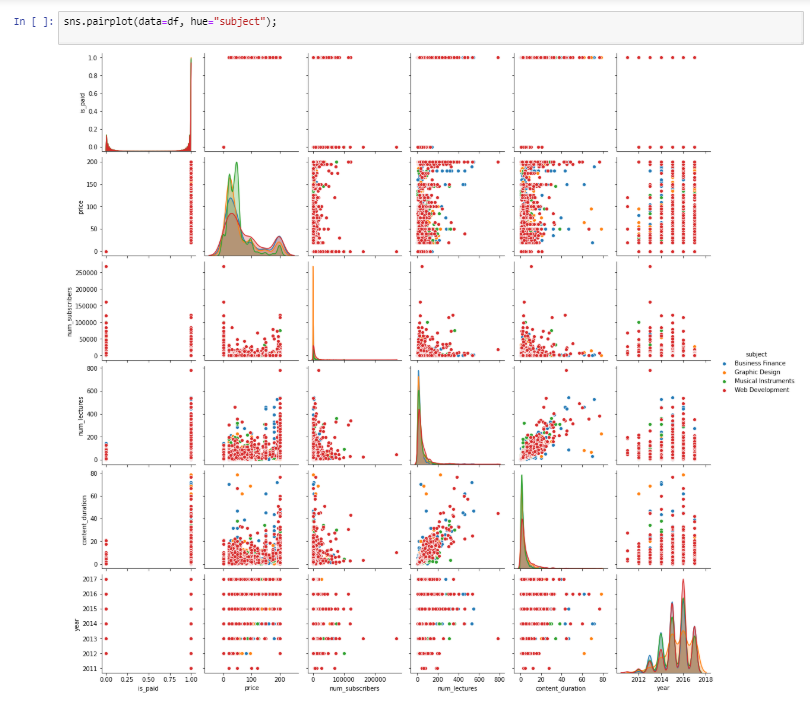 In [ ]: sns.pairplot(data=df, hue="subject");
1.0
0.8
0.6
0.4
0.2
0.0
is_paid
200
150
100
50
0
price
250000
200000
150000
100000
50000
0
num_subscribers
subject
Business Finance
Graphic Design
Musical Instruments
Web Development
800
600
400
200
0
num_lectures
80
60
40
20
0
content_duration
2017
2016
2015
2014
2013
2012
2011
year
0.00 0.25 0.50 0.75 1.00
is_paid
0 100 200
price
0 100000 200000
num_subscribers
0 200 400 600 800
num_lectures
0 20 40 60 80
content_duration
2012 2014 2016 2018
year